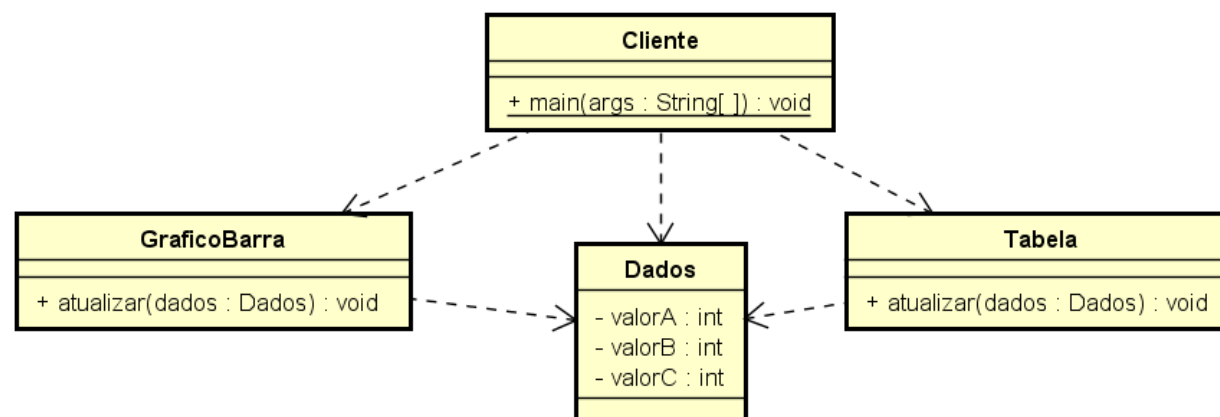 Cliente
+ main(args : String[ ]) : void
GraficoBarra
+ atualizar(dados : Dados) : void
Dados
- valorA : int
- valorB : int
- valorC : int
Tabela
+ atualizar(dados : Dados) : void